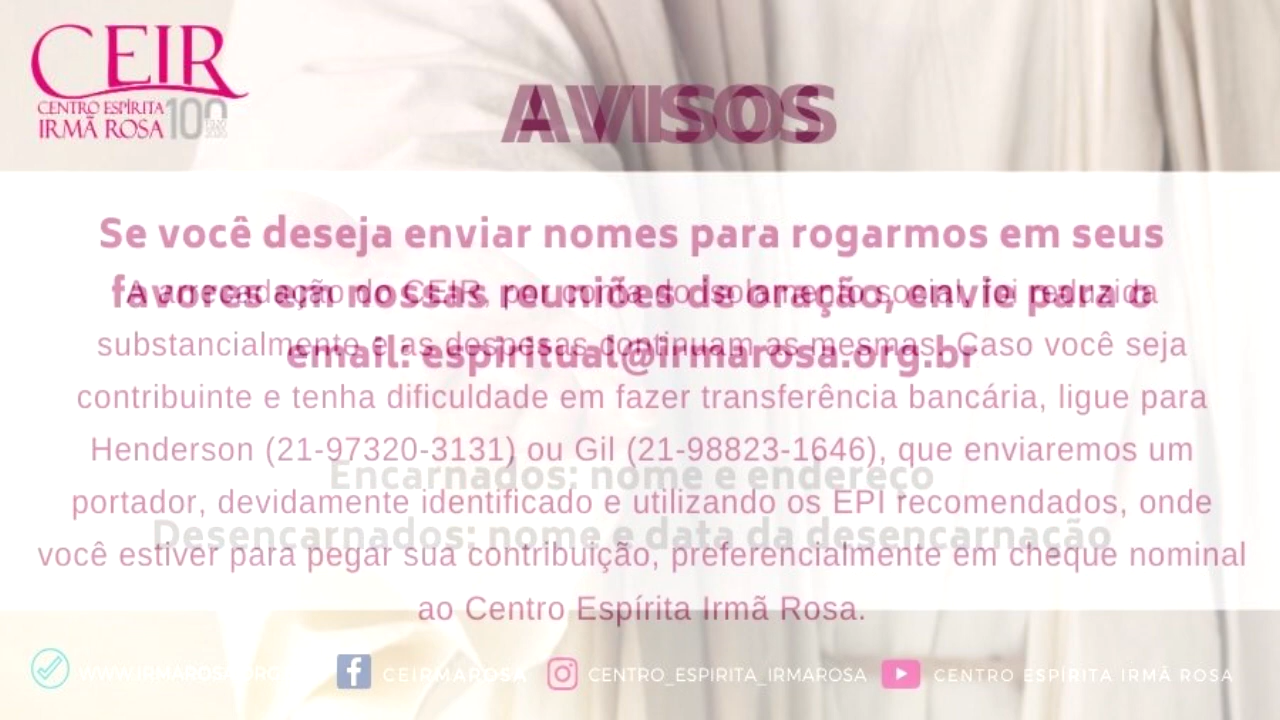 CEIR
CENTRO ESPÍRITA
IRMÃ ROSA 100
AVISOS
Se você deseja enviar nomes para rogarmos em seus
favores em nossas reuniões de oração, envie para o
email: espiritual@irmarosa.org.br
A arrecadação do CEIR, por conta do isolamento social, foi reduzida
substancialmente e as despesas continuam as mesmas. Caso você seja
contribuinte e tenha dificuldade em fazer transferência bancária, ligue para
Henderson (21-97320-3131) ou Gil (21-98823-1646), que enviaremos um
Encarnados: nome e endereço
portador, devidamente identificado e utilizando os EPI recomendados, onde
Desencarnados: nome e data da desencarnação
você estiver para pegar sua contribuição, preferencialmente em cheque nominal
ao Centro Espírita Irmã Rosa.
CEIRMAROSA
CENTRO_ESPIRITA_IRMAROSA
CENTRO ESPÍRITA IRMÃ ROSA